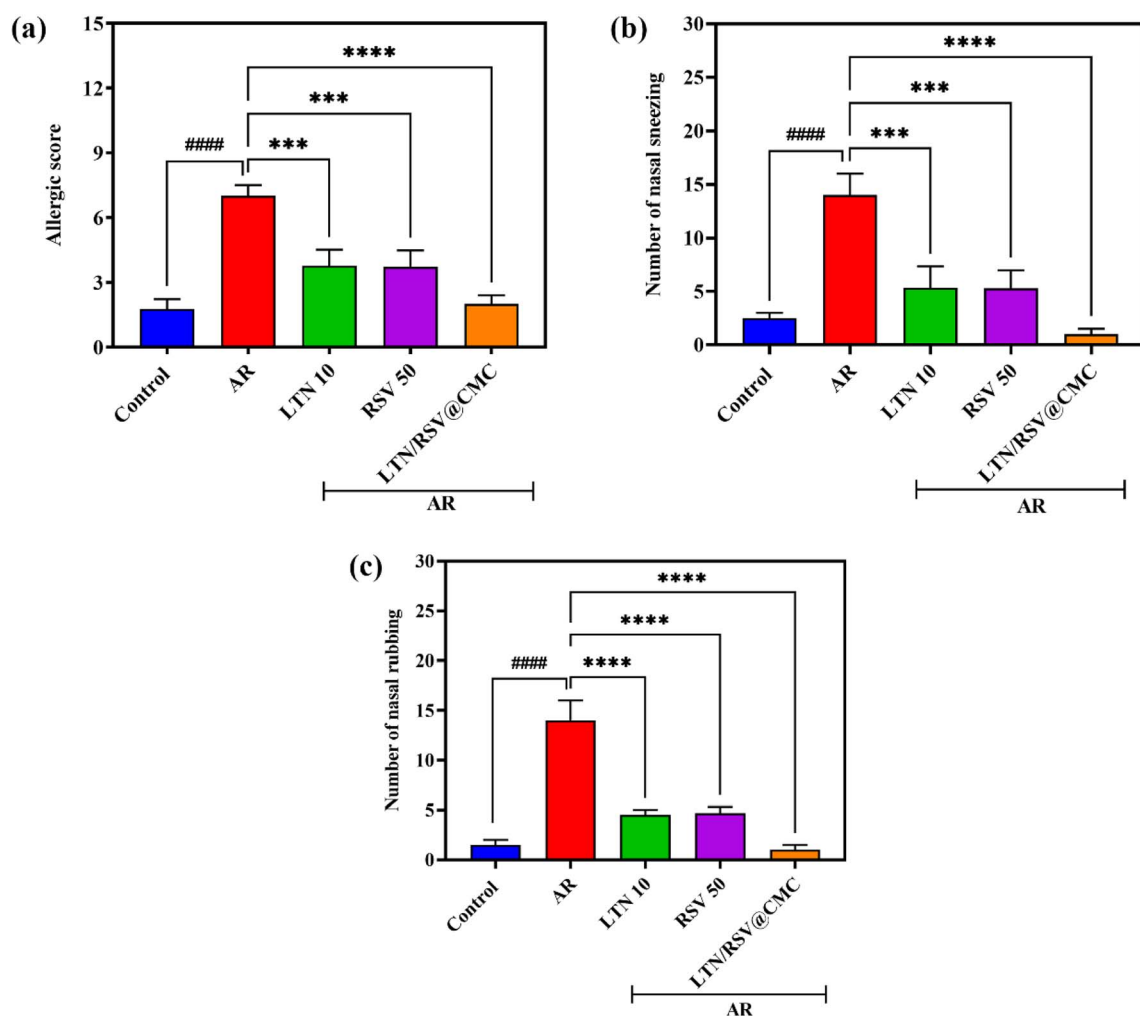 (a)
Allergic score
15
12
9
6
3
0
####
***
***
****
Control
AR
LTN 10
RSV 50
LTN/RSV@CMC
AR
(b)
Number of nasal sneezing
30
25
20
15
10
5
0
####
***
***
****
Control
AR
LTN 10
RSV 50
LTN/RSV@CMC
AR
(c)
Number of nasal rubbing
30
25
20
15
10
5
0
####
****
****
****
Control
AR
LTN 10
RSV 50
LTN/RSV@CMC
AR